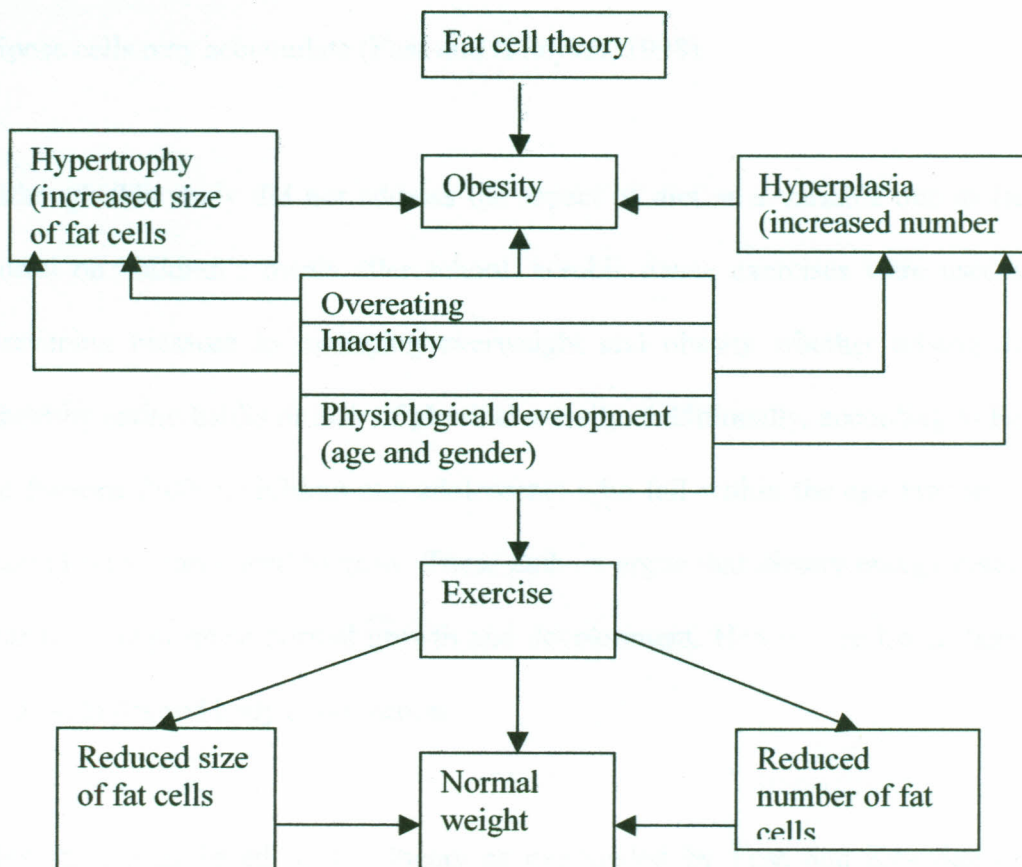 Fat cell theory
Hypertrophy
(increased size
of fat cells
Obesity
Hyperplasia
(increased number
Overeating
Inactivity
Physiological development
(age and gender)
Exercise
Reduced size
of fat cells
Normal
weight
Reduced
number of fat
cells